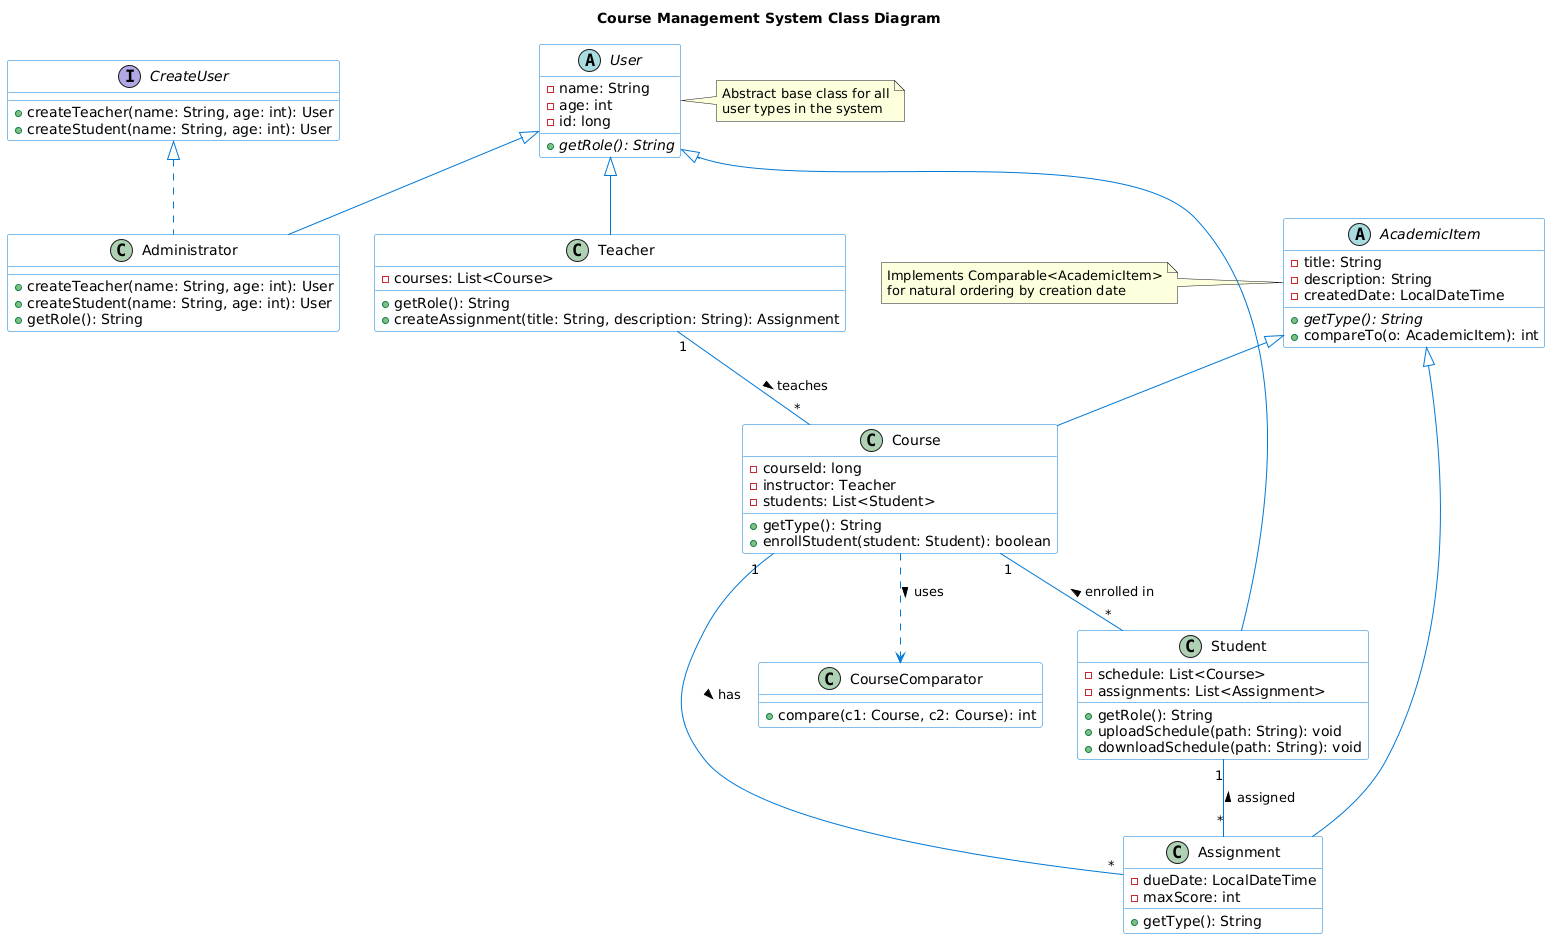 Course Management System Class Diagram
I CreateUser
createTeacher(name: String, age: int): User
createStudent(name: String, age: int): User
A User
name: String
age: int
id: long
getRole(): String
Abstract base class for all
user types in the system
C Administrator
createTeacher(name: String, age: int): User
createStudent(name: String, age: int): User
getRole(): String
C Teacher
courses: List<Course>
getRole(): String
createAssignment(title: String, description: String): Assignment
Implements Comparable<AcademicItem>
for natural ordering by creation date
A AcademicItem
title: String
description: String
createdDate: LocalDateTime
getType(): String
compareTo(o: AcademicItem): int
1
teaches
*
C Course
courseId: long
instructor: Teacher
students: List<Student>
getType(): String
enrollStudent(student: Student): boolean
1
uses
1
enrolled in
*
has
C CourseComparator
compare(c1: Course, c2: Course): int
C Student
schedule: List<Course>
assignments: List<Assignment>
getRole(): String
uploadSchedule(path: String): void
downloadSchedule(path: String): void
1
assigned
*
*
C Assignment
dueDate: LocalDateTime
maxScore: int
getType(): String